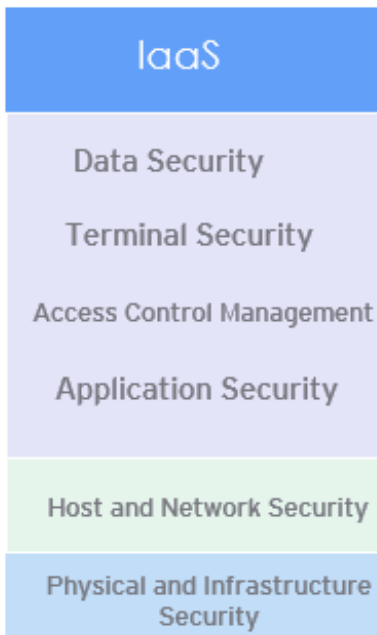 IaaS
Data Security
Terminal Security
Access Control Management
Application Security
Host and Network Security
Physical and Infrastructure
Security